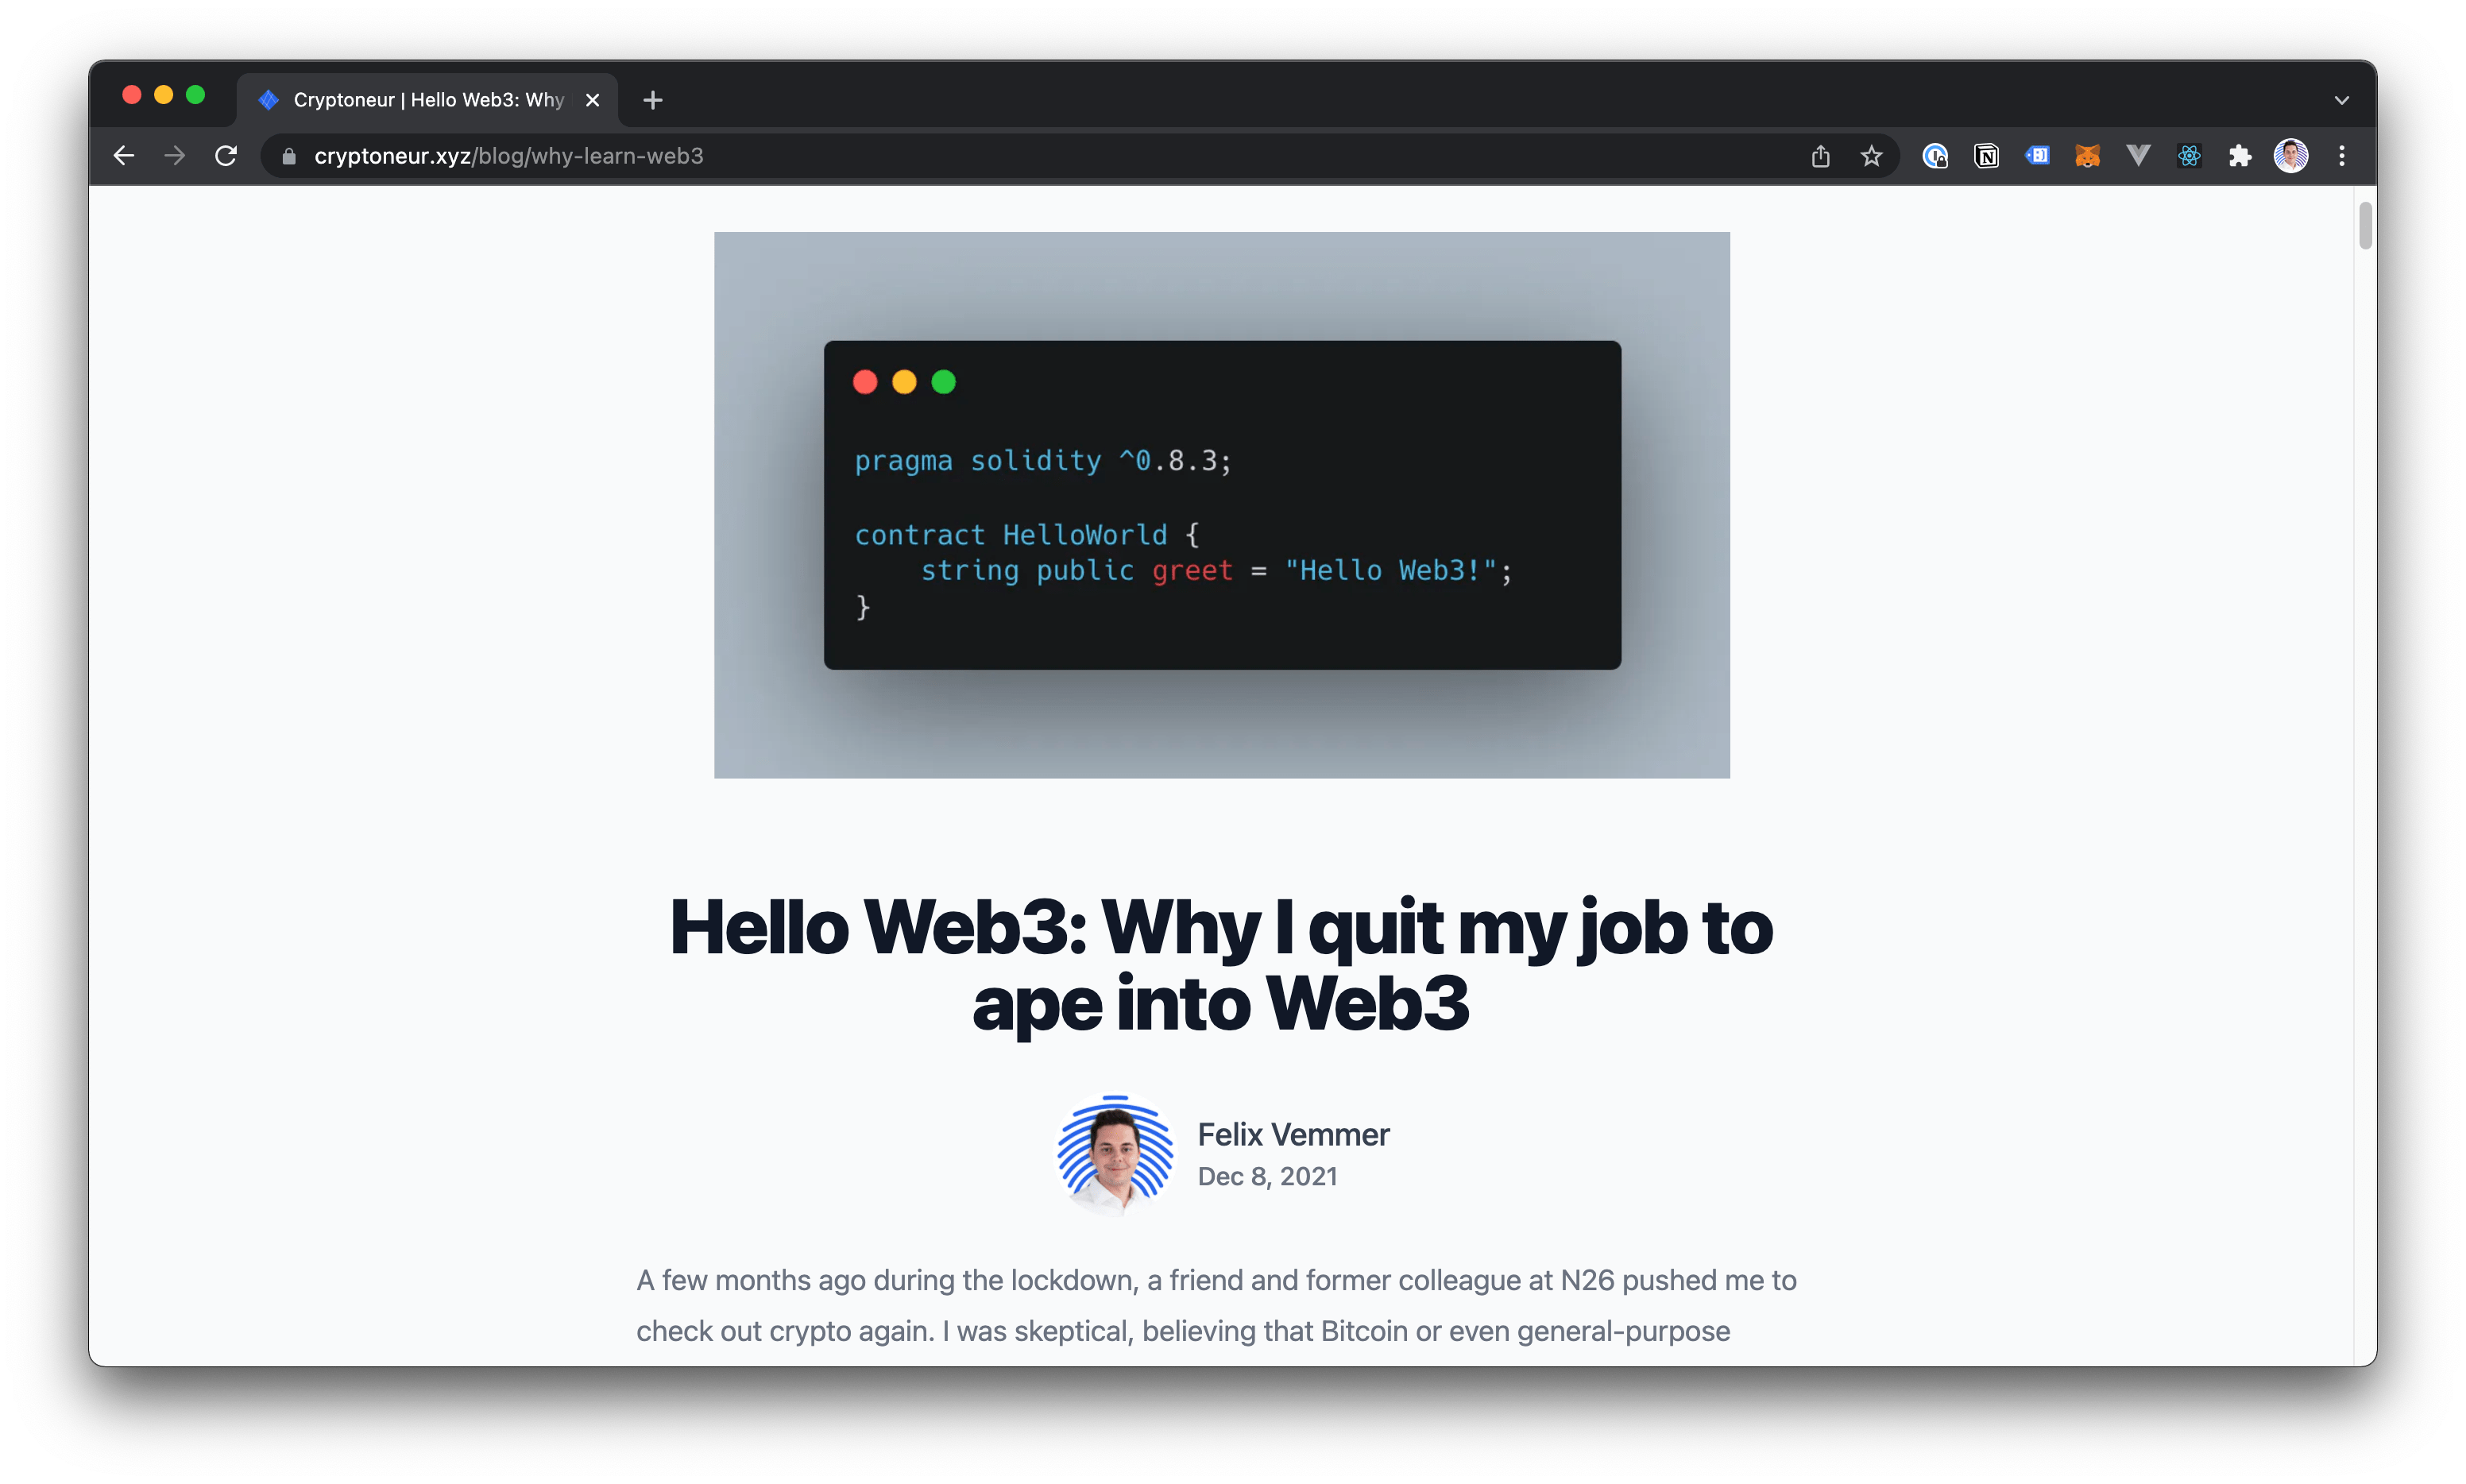 Cryptoneur | Hello Web3: Why
cryptoneur.xyz/blog/why-learn-web3
pragma solidity ^0.8.3;
contract HelloWorld {
string public greet = "Hello Web3!";
}
Hello Web3: Why I quit my job to
ape into Web3
Felix Vemmer
Dec 8, 2021
A few months ago during the lockdown, a friend and former colleague at N26 pushed me to
check out crypto again. I was skeptical, believing that Bitcoin or even general-purpose